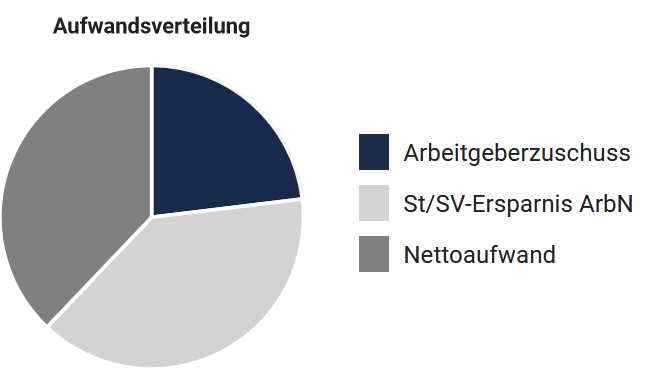 Aufwandsverteilung
Arbeitgeberzuschuss
St/SV-Ersparnis ArbN
Nettoaufwand